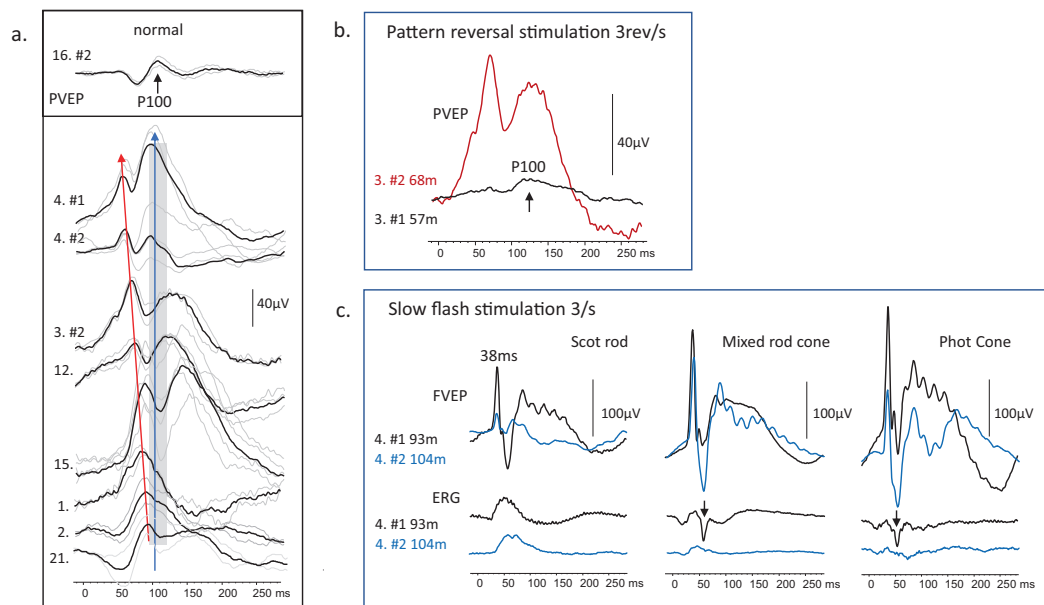 a.
normal
16. #2
PVEP
P100
4. #1
4. #2
3. #2
40μV
12.
15.
1.
2.
21.
0 50 100 150 200 250 ms
b.
Pattern reversal stimulation 3rev/s
PVEP
40μV
P100
3. #2 68m
3. #1 57m
0 50 100 150 200 250 ms
c.
Slow flash stimulation 3/s
38ms
Scot rod
Mixed rod cone
Phot Cone
FVEP
100μV
100μV
100μV
4. #1 93m
4. #2 104m
ERG
4. #1 93m
4. #2 104m
0 50 100 150 200 250 ms
0 50 100 150 200 250 ms
0 50 100 150 200 250 ms